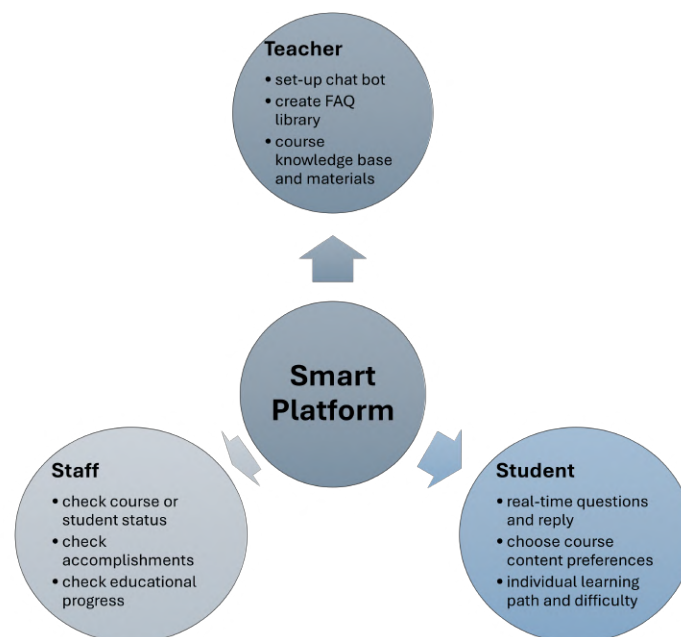 Teacher
• set-up chat bot
• create FAQ
library
• course
knowledge base
and materials
Smart
Platform
Staff
• check course or
student status
• check
accomplishments
• check educational
progress
Student
• real-time questions
and reply
• choose course
content preferences
• individual learning
path and difficulty